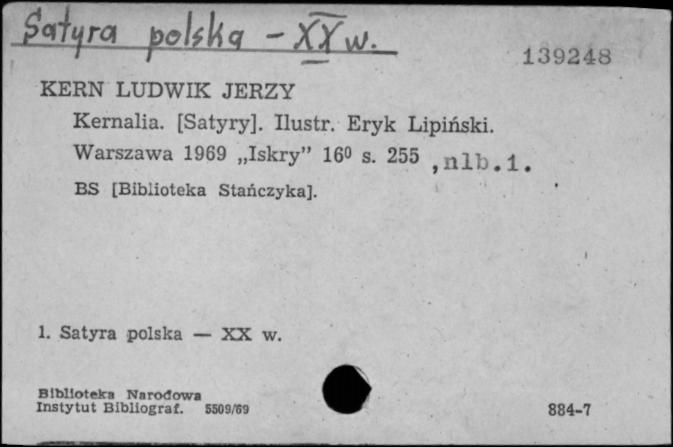 Satyra polska - XX w.
139248
KERN LUDWIK JERZY
Kernalia. [Satyry]. Ilustr. Eryk Lipiński.
Warszawa 1969 „Iskry” 16⁰ s. 255 , nlb.1.
BS [Biblioteka Stańczyka].
1. Satyra polska — XX w.
Biblioteka Narodowa
Instytut Bibliograf. 5509/69
884-7